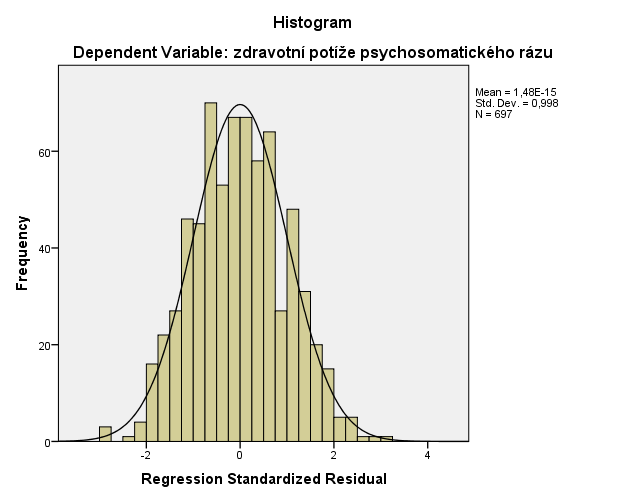 Histogram
Dependent Variable: zdravotní potíže psychosomatického rázu
Mean = 1,48E-15
Std. Dev. = 0,998
N = 697
Frequency
60
40
20
0
-2 0 2 4
Regression Standardized Residual